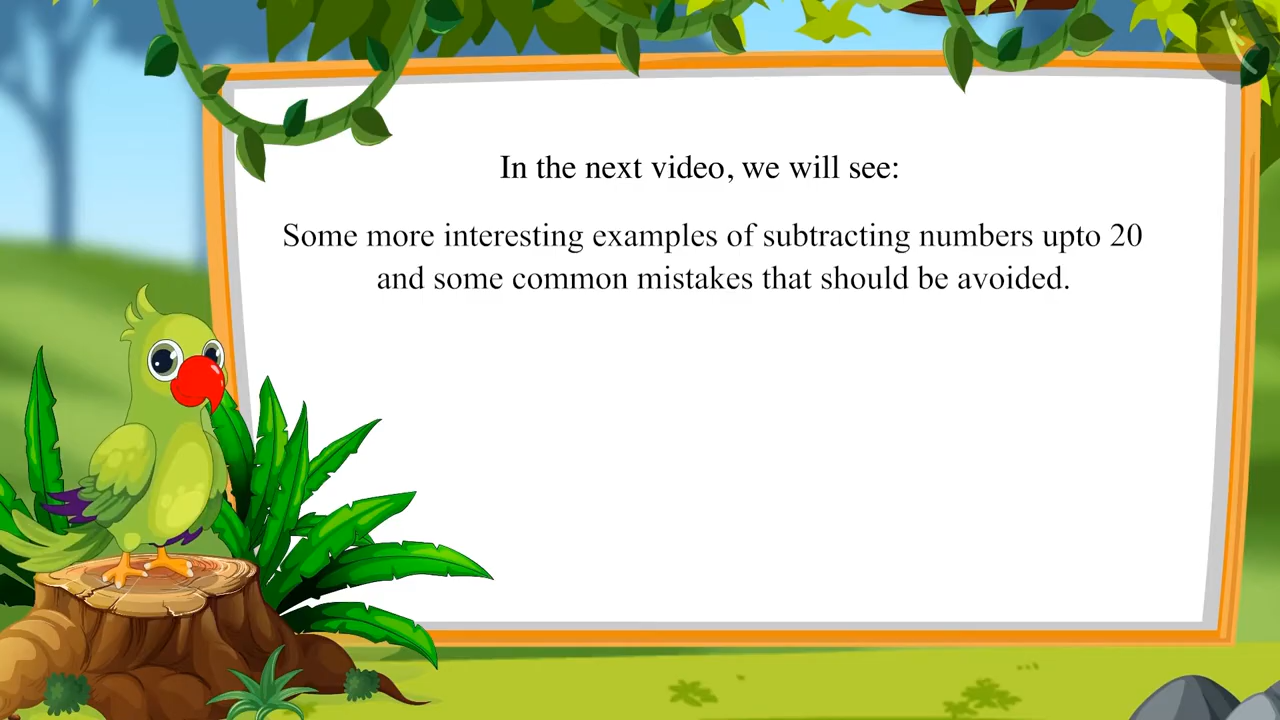 In the next video, we will see:
Some more interesting examples of subtracting numbers upto 20
and some common mistakes that should be avoided.